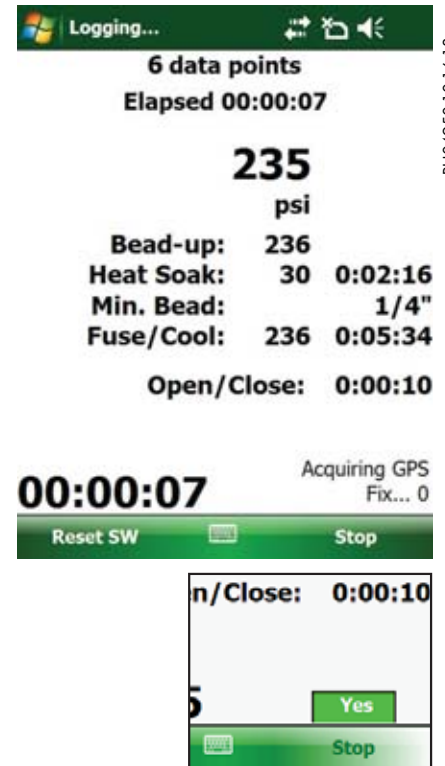 Logging...
6 data points
Elapsed 00:00:07
235
psi
Bead-up: 236
Heat Soak: 30 0:02:16
Min. Bead: 1/4"
Fuse/Cool: 236 0:05:34
Open/Close: 0:00:10
00:00:07
Acquiring GPS
Fix... 0
Reset SW Stop
n/Close: 0:00:10
Yes
Stop